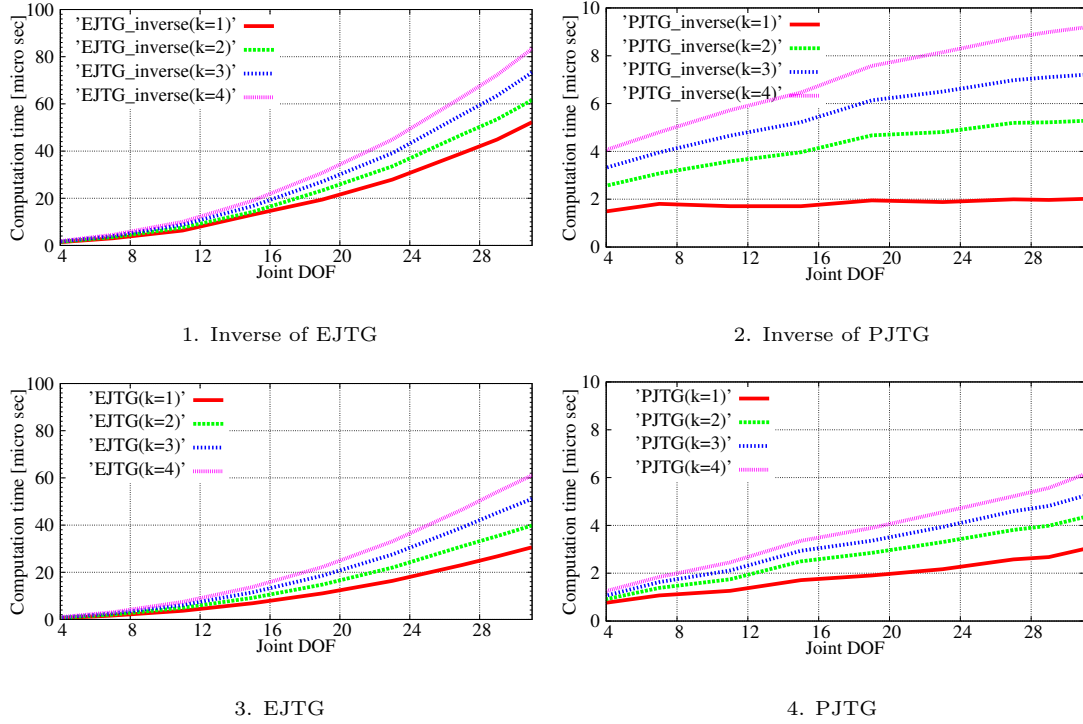 100
80
60
40
20
0
Computation time [micro sec]
'EJTG_inverse(k=1)'
'EJTG_inverse(k=2)'
'EJTG_inverse(k=3)'
'EJTG_inverse(k=4)'
4 8 12 16 20 24 28
Joint DOF
1. Inverse of EJTG
10
8
6
4
2
0
Computation time [micro sec]
'PJTG_inverse(k=1)'
'PJTG_inverse(k=2)'
'PJTG_inverse(k=3)'
'PJTG_inverse(k=4)'
4 8 12 16 20 24 28
Joint DOF
2. Inverse of PJTG
100
80
60
40
20
0
Computation time [micro sec]
'EJTG(k=1)'
'EJTG(k=2)'
'EJTG(k=3)'
'EJTG(k=4)'
4 8 12 16 20 24 28
Joint DOF
3. EJTG
10
8
6
4
2
0
Computation time [micro sec]
'PJTG(k=1)'
'PJTG(k=2)'
'PJTG(k=3)'
'PJTG(k=4)'
4 8 12 16 20 24 28
Joint DOF
4. PJTG